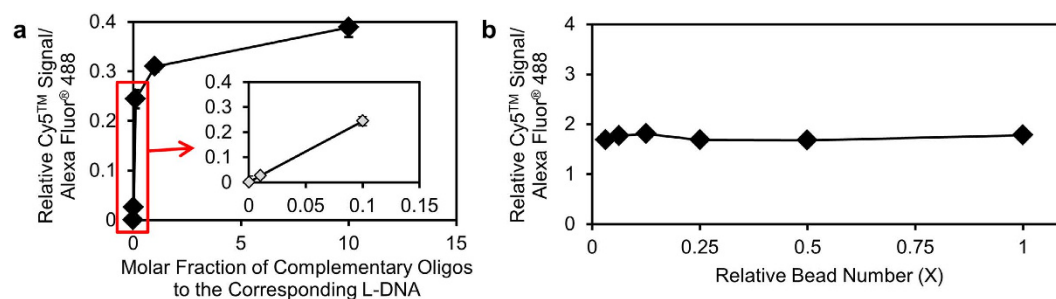 a
Relative Cy5™ Signal/
Alexa Fluor® 488
0.4
0.3
0.2
0.1
0
0.4
0.3
0.2
0.1
0
0 0.05 0.1 0.15
0 5 10 15
Molar Fraction of Complementary Oligos
to the Corresponding L-DNA
b
Relative Cy5™ Signal/
Alexa Fluor® 488
4
3
2
1
0
0 0.25 0.5 0.75 1
Relative Bead Number (X)